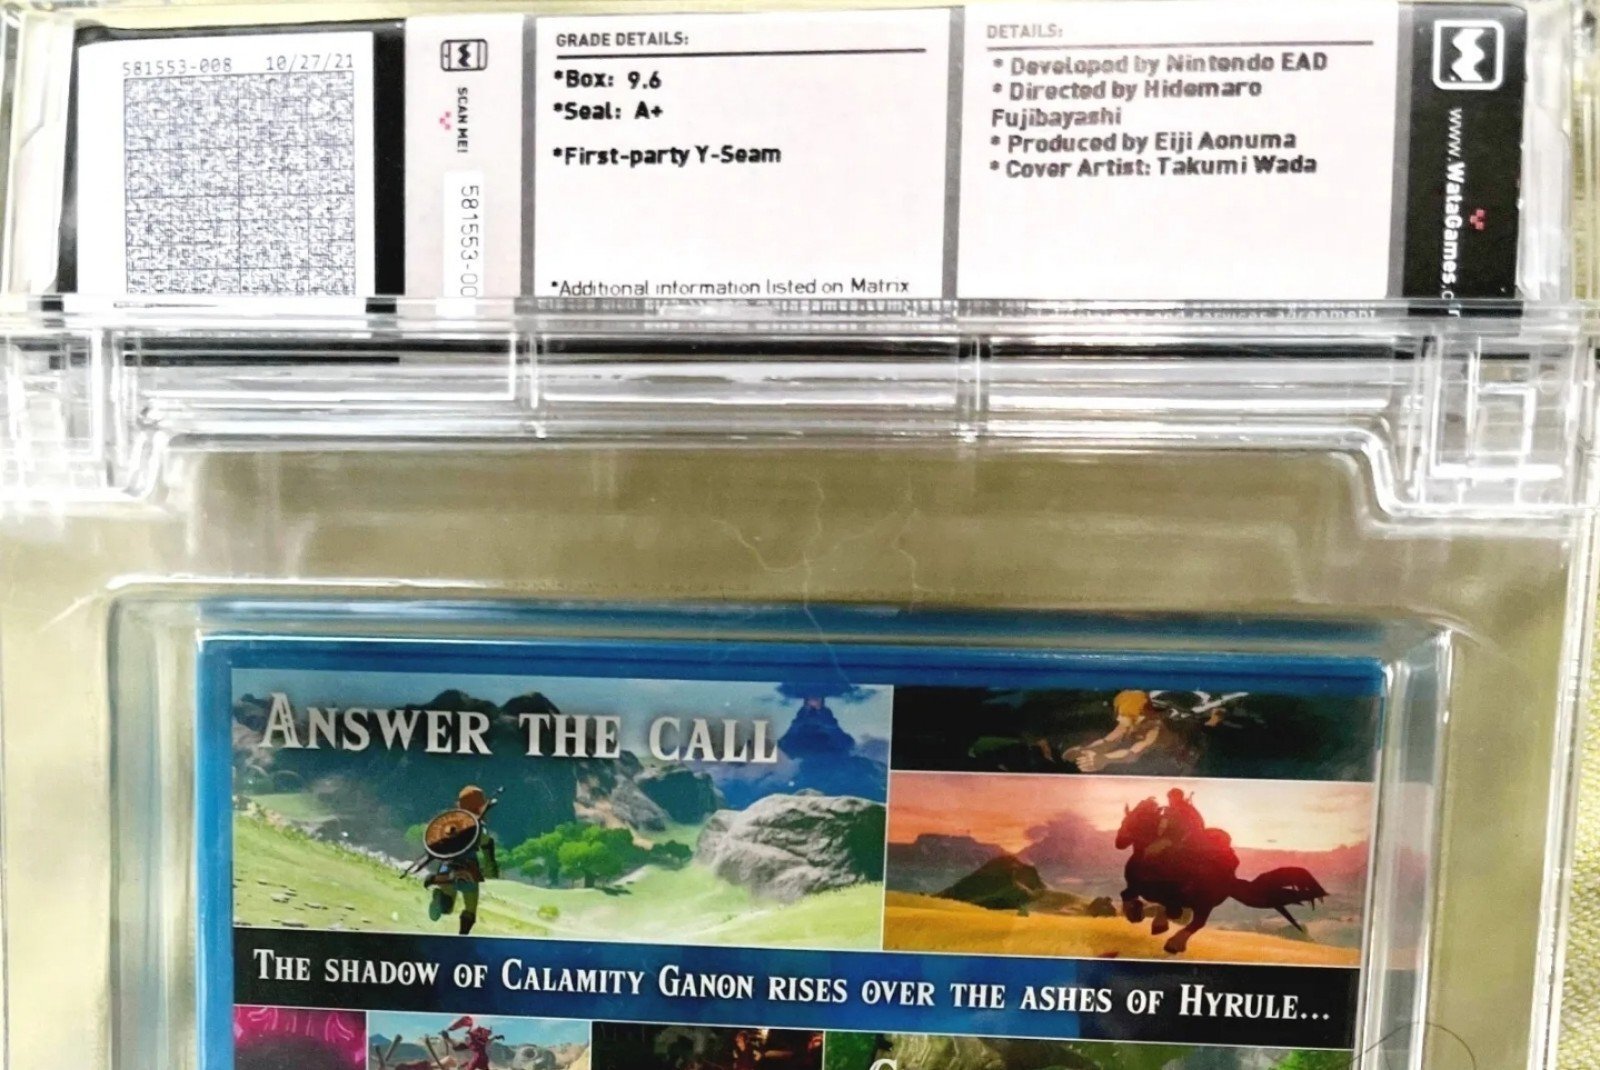 581553-008 10/27/21
SCAN ME!
581553-00
GRADE DETAILS:
*Box: 9.6
*Seal: A+
*First-party Y-Seam
*Additional information listed on Matrix
DETAILS:
* Developed by Nintendo EAD
* Directed by Hidemaro
Fujibayashi
* Produced by Eiji Aonuma
* Cover Artist: Takumi Wada
www.WataGames.c
ANSWER THE CALL
THE SHADOW OF CALAMITY GANON RISES OVER THE ASHES OF HYRULE...